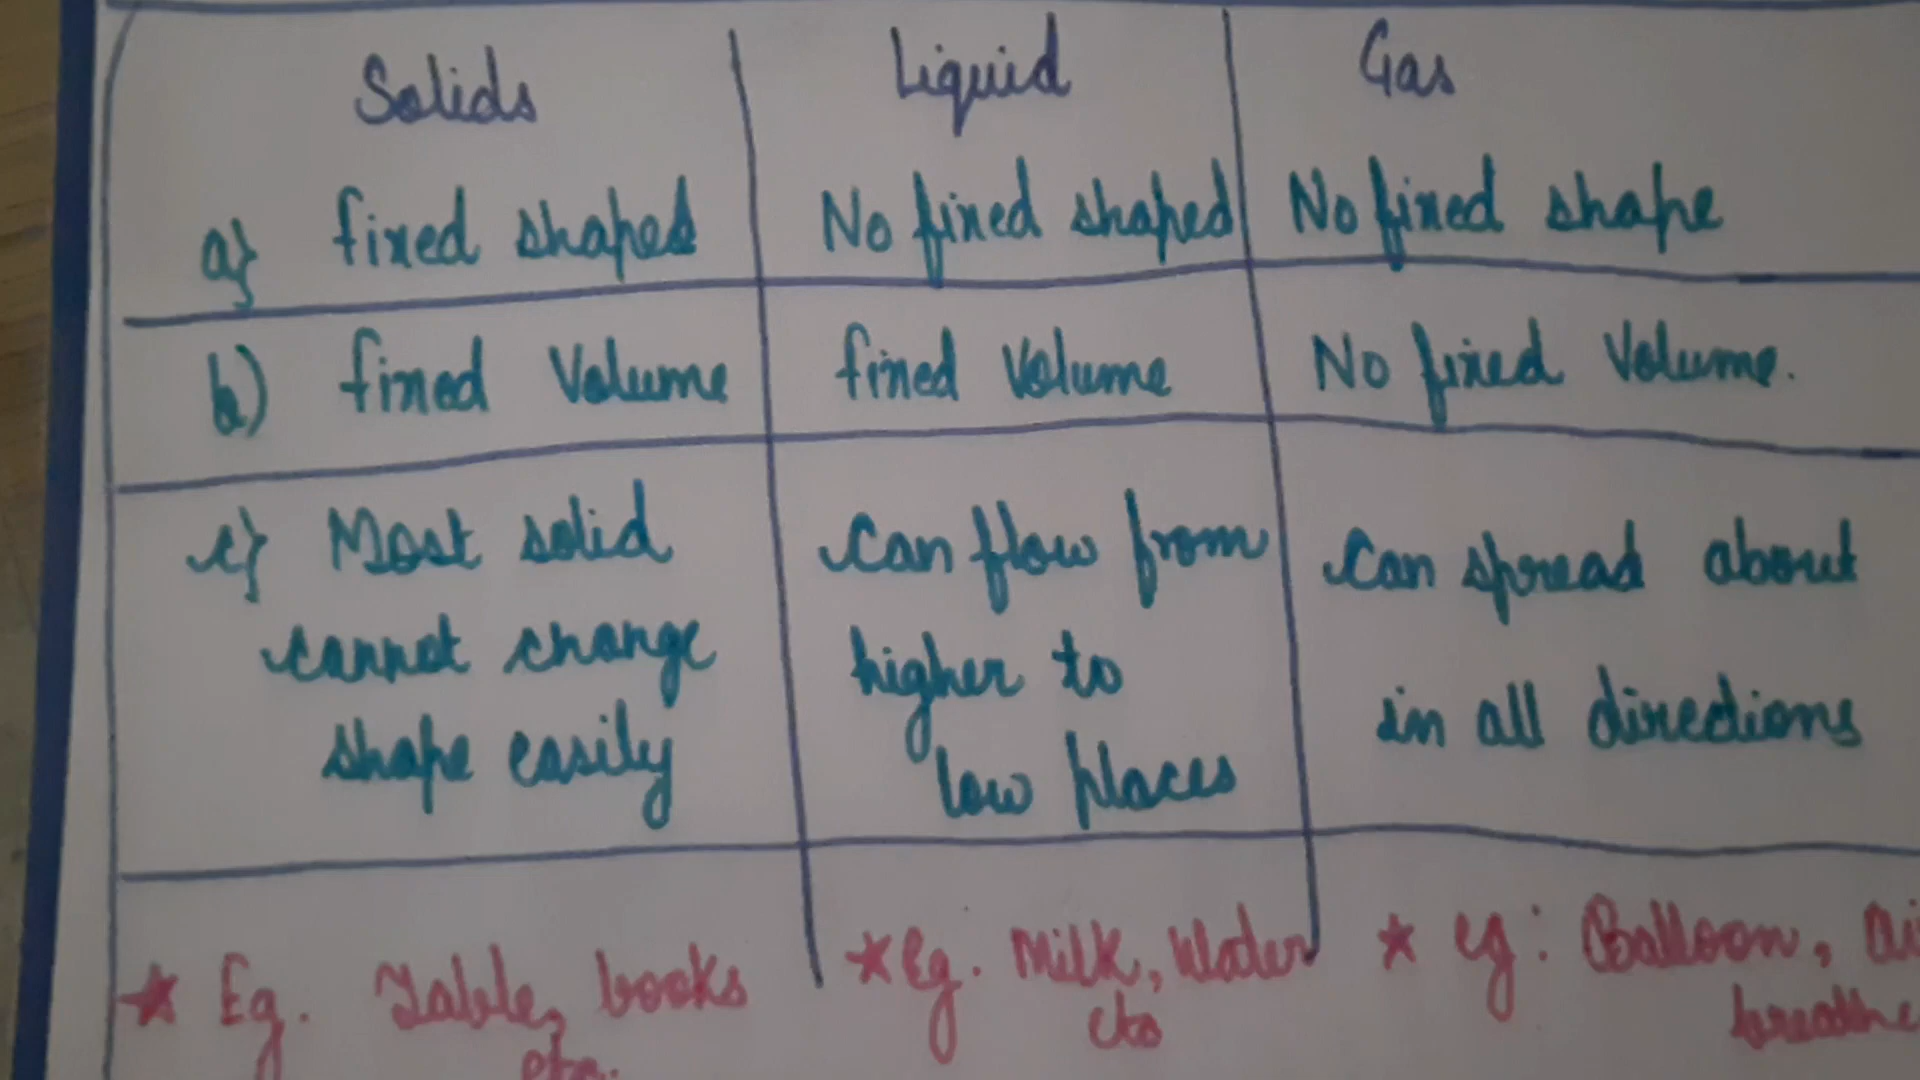 Solids Liquid Gas
a) fixed shaped No fixed shaped No fixed shape
b) fixed Volume fixed Volume No fixed Volume.
c) Most solid can flow from can spread about
cannot change higher to in all directions
shape easily low places
* Eg. Table, books * Eg. Milk, Water * eg: Balloon,
etc. etc breathe